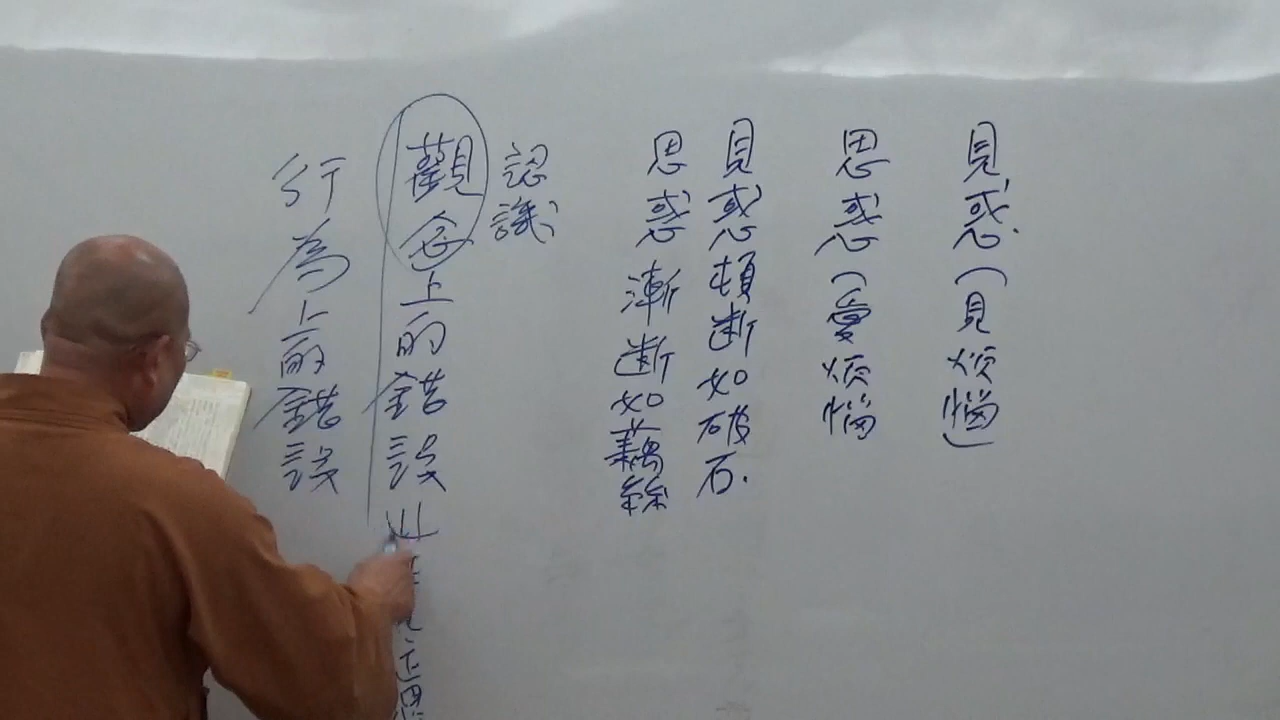 見惑(見煩惱)
思惑(愛煩惱
見惑頓斷如破石.
思惑漸斷如藕絲
認識
觀念上的錯誤
行為上的錯誤